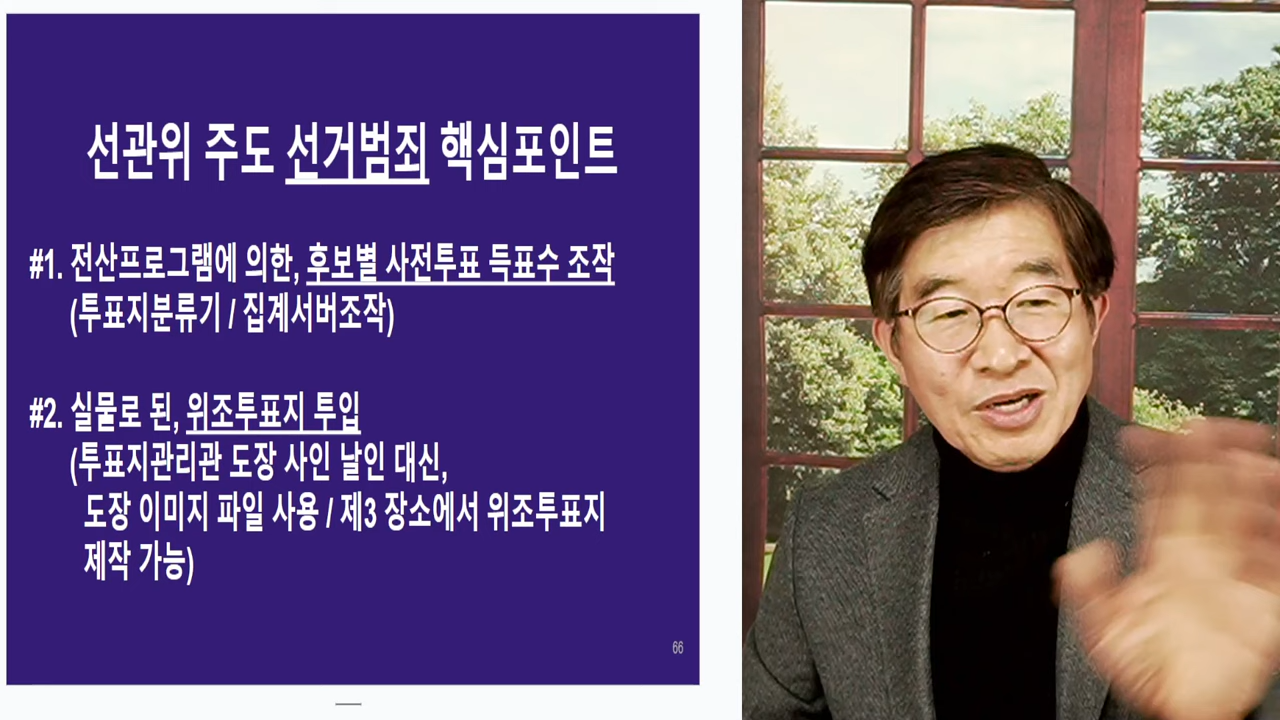 선관위 주도 선거범죄 핵심포인트
#1. 전산프로그램에 의한, 후보별 사전투표 득표수 조작
(투표지분류기 / 집계서버조작)
#2. 실물로 된, 위조투표지 투입
(투표지관리관 도장 사인 날인 대신,
도장 이미지 파일 사용 / 제3 장소에서 위조투표지
제작 가능)
66